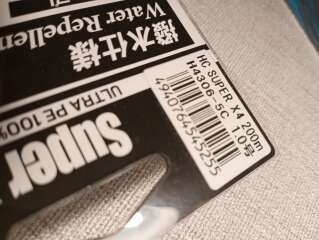 撥水仕様
Water Repellen
ULTRA PE 100%
Super
HC SUPER X4 200m
H4306-5C 1.0号
4940764545255